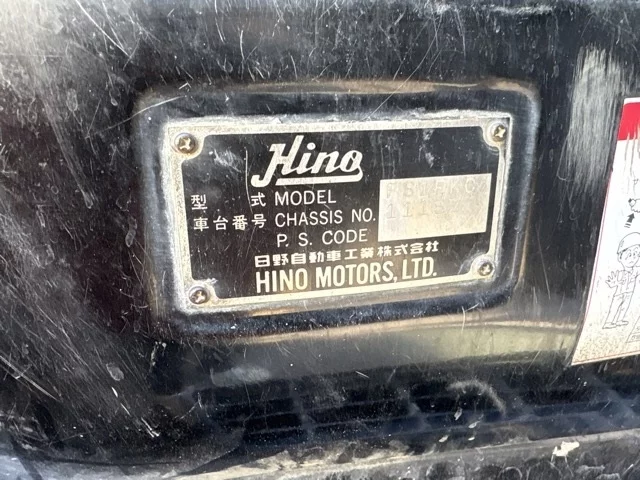 Hino
型 式 MODEL
車台番号 CHASSIS NO.
P. S. CODE
日野自動車工業株式会社
HINO MOTORS, LTD.